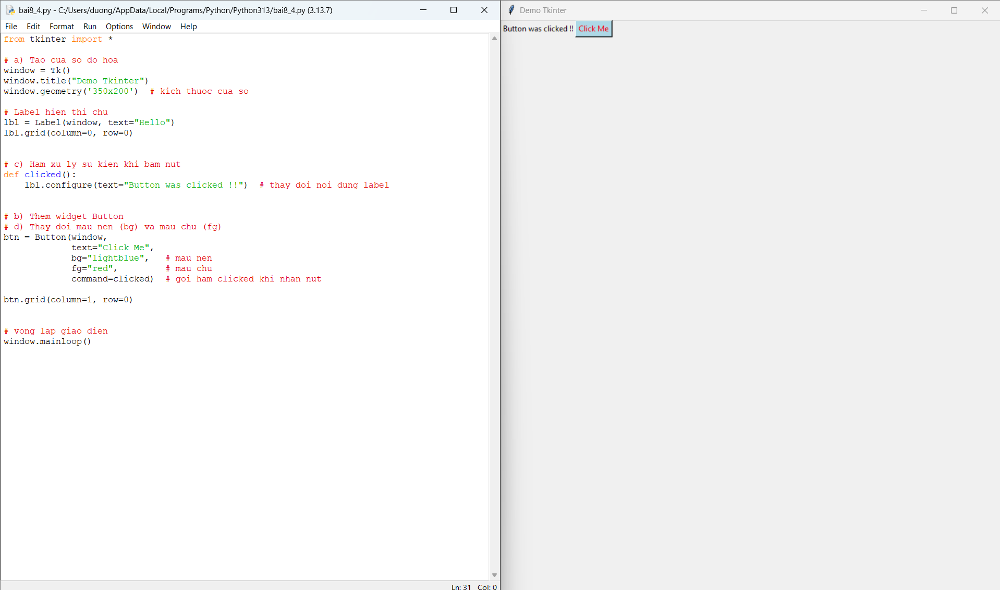 bai8_4.py - C:/Users/duong/AppData/Local/Programs/Python/Python313/bai8_4.py (3.13.7)
File Edit Format Run Options Window Help
from tkinter import *
# a) Tao cua so do hoa
window = Tk()
window.title("Demo Tkinter")
window.geometry('350x200')  # kich thuoc cua so
# Label hien thi chu
lbl = Label(window, text="Hello")
lbl.grid(column=0, row=0)
# c) Ham xu ly su kien khi bam nut
def clicked():
    lbl.configure(text="Button was clicked !!")  # thay doi noi dung label
# b) Them widget Button
# d) Thay doi mau nen (bg) va mau chu (fg)
btn = Button(window,
             text="Click Me",
             bg="lightblue",   # mau nen
             fg="red",         # mau chu
             command=clicked)  # goi ham clicked khi nhan nut
btn.grid(column=1, row=0)
# vong lap giao dien
window.mainloop()
Ln: 31 Col: 0
Demo Tkinter
Button was clicked !! Click Me